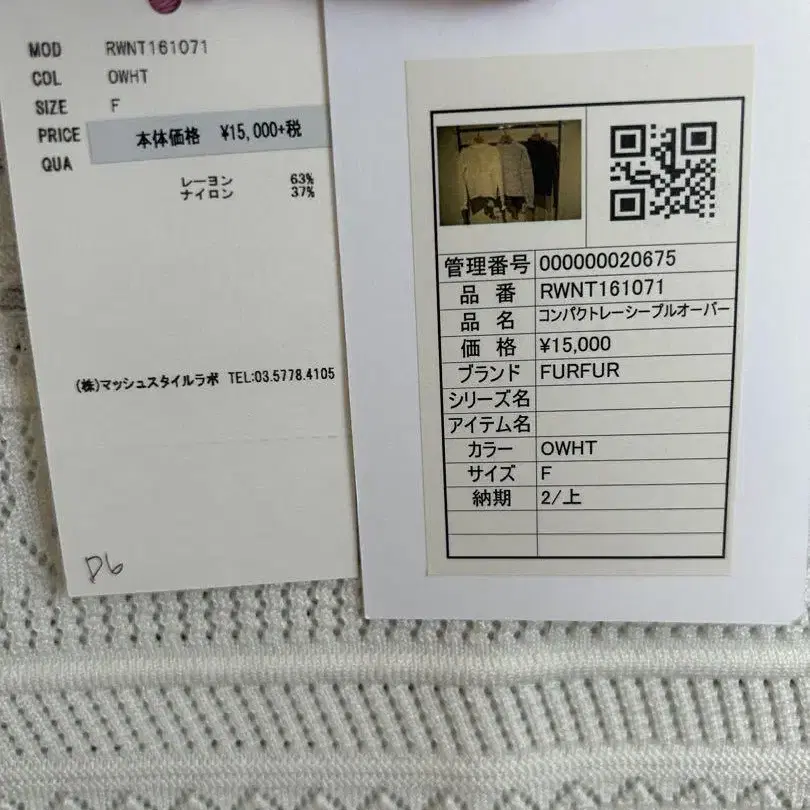 MOD RWNT161071
COL OWHT
SIZE F
PRICE 本体価格 ¥15,000+税
QUA
レーヨン 63%
ナイロン 37%
(株)マッシュスタイルラボ TEL:03.5778.4105
D6
管理番号 000000020675
品番 RWNT161071
品名 コンパクトレーシープルオーバー
価格 ¥15,000
ブランド FURFUR
シリーズ名
アイテム名
カラー OWHT
サイズ F
納期 2/上